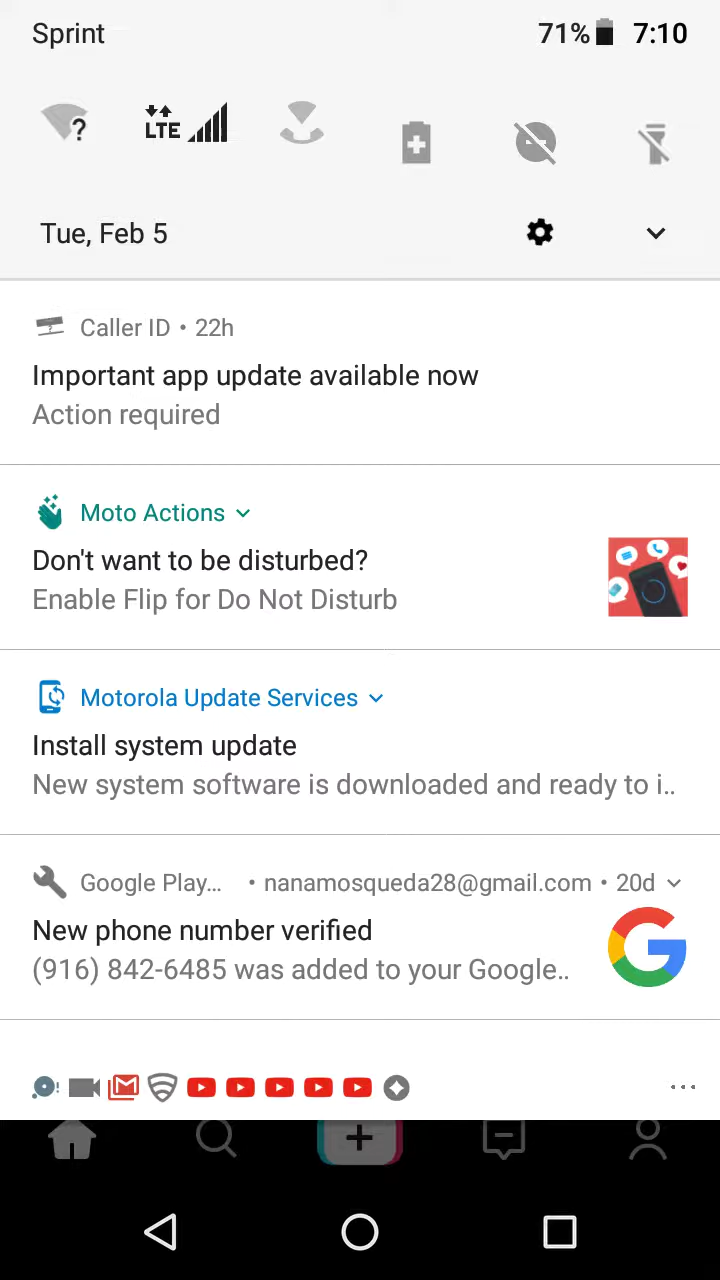 Sprint 71% 7:10
LTE
Tue, Feb 5
Caller ID • 22h
Important app update available now
Action required
Moto Actions
Don't want to be disturbed?
Enable Flip for Do Not Disturb
Motorola Update Services
Install system update
New system software is downloaded and ready to i..
Google Play... • nanamosqueda28@gmail.com • 20d
New phone number verified
(916) 842-6485 was added to your Google..